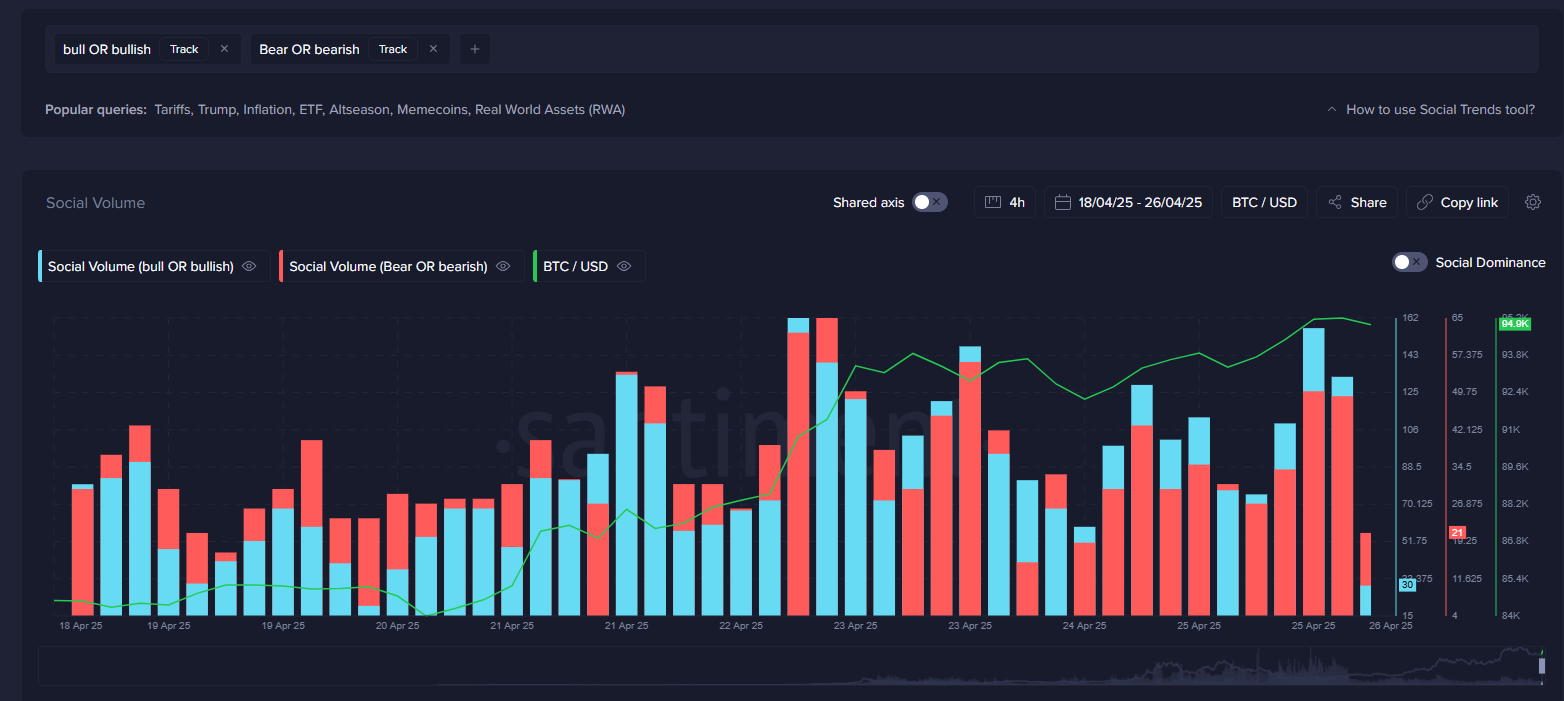 bull OR bullish Track × Bear OR bearish Track × +
Popular queries: Tariffs, Trump, Inflation, ETF, Altseason, Memecoins, Real World Assets (RWA) How to use Social Trends tool?
Social Volume Shared axis 4h 18/04/25 - 26/04/25 BTC / USD Share Copy link
Social Volume (bull OR bullish) Social Volume (Bear OR bearish) BTC / USD Social Dominance
162 65
94.9K
143 57.375 93.8K
125 49.75 92.4K
.santiment
106 42.125 91K
88.5 34.5 89.6K
70.125 26.875 88.2K
21
51.75 19.25 86.8K
30
11.625 85.4K
15 4 84K
18 Apr 25 19 Apr 25 19 Apr 25 20 Apr 25 21 Apr 25 21 Apr 25 22 Apr 25 23 Apr 25 23 Apr 25 24 Apr 25 25 Apr 25 25 Apr 25 26 Apr 25